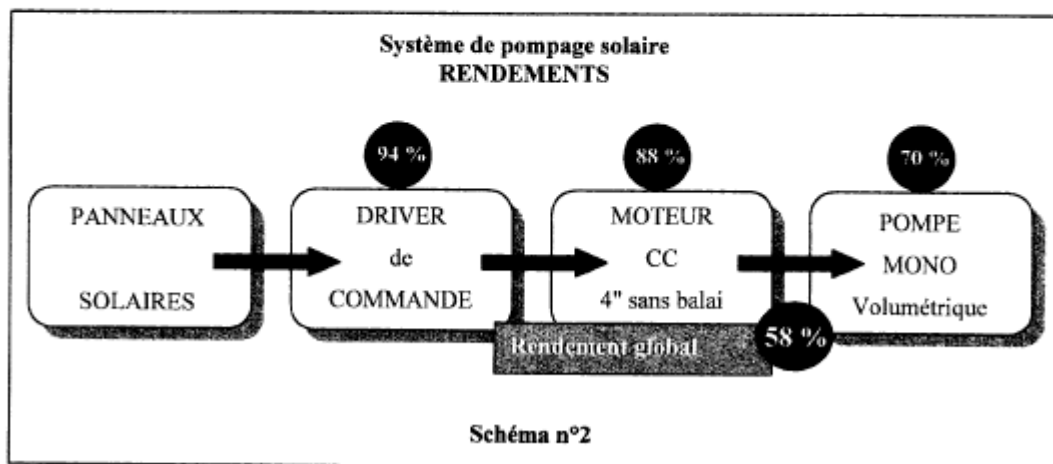 Système de pompage solaire
RENDEMENTS
94 %
88 %
70 %
PANNEAUX
SOLAIRES
DRIVER
de
COMMANDE
MOTEUR
CC
4" sans balai
POMPE
MONO
Volumétrique
Rendement global
58 %
Schéma n°2